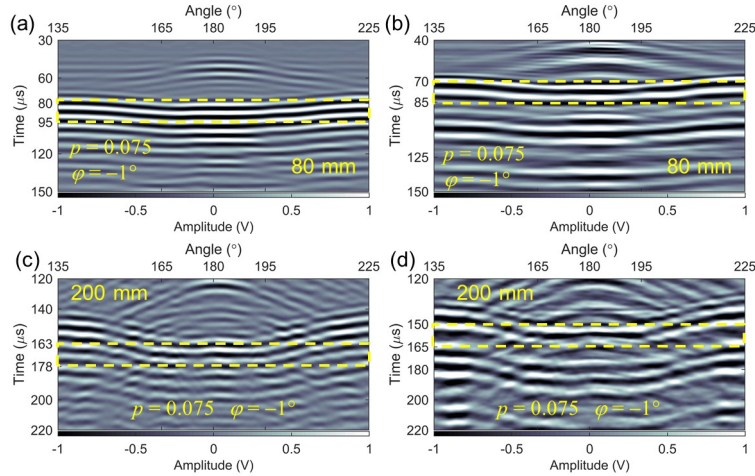 (a)
Angle (°)
135 165 180 195 225
30
60
80
95
120
150
Time (μs)
p = 0.075
φ = −1°
80 mm
-1 -0.5 0 0.5 1
Amplitude (V)
(b)
Angle (°)
135 165 180 195 225
40
70
85
125
150
Time (μs)
p = 0.075
φ = −1°
80 mm
-1 -0.5 0 0.5 1
Amplitude (V)
(c)
Angle (°)
135 165 180 195 225
120
140
163
178
200
220
Time (μs)
200 mm
p = 0.075 φ = −1°
-1 -0.5 0 0.5 1
Amplitude (V)
(d)
Angle (°)
135 165 180 195 225
120
150
165
180
200
220
Time (μs)
200 mm
p = 0.075 φ = −1°
-1 -0.5 0 0.5 1
Amplitude (V)